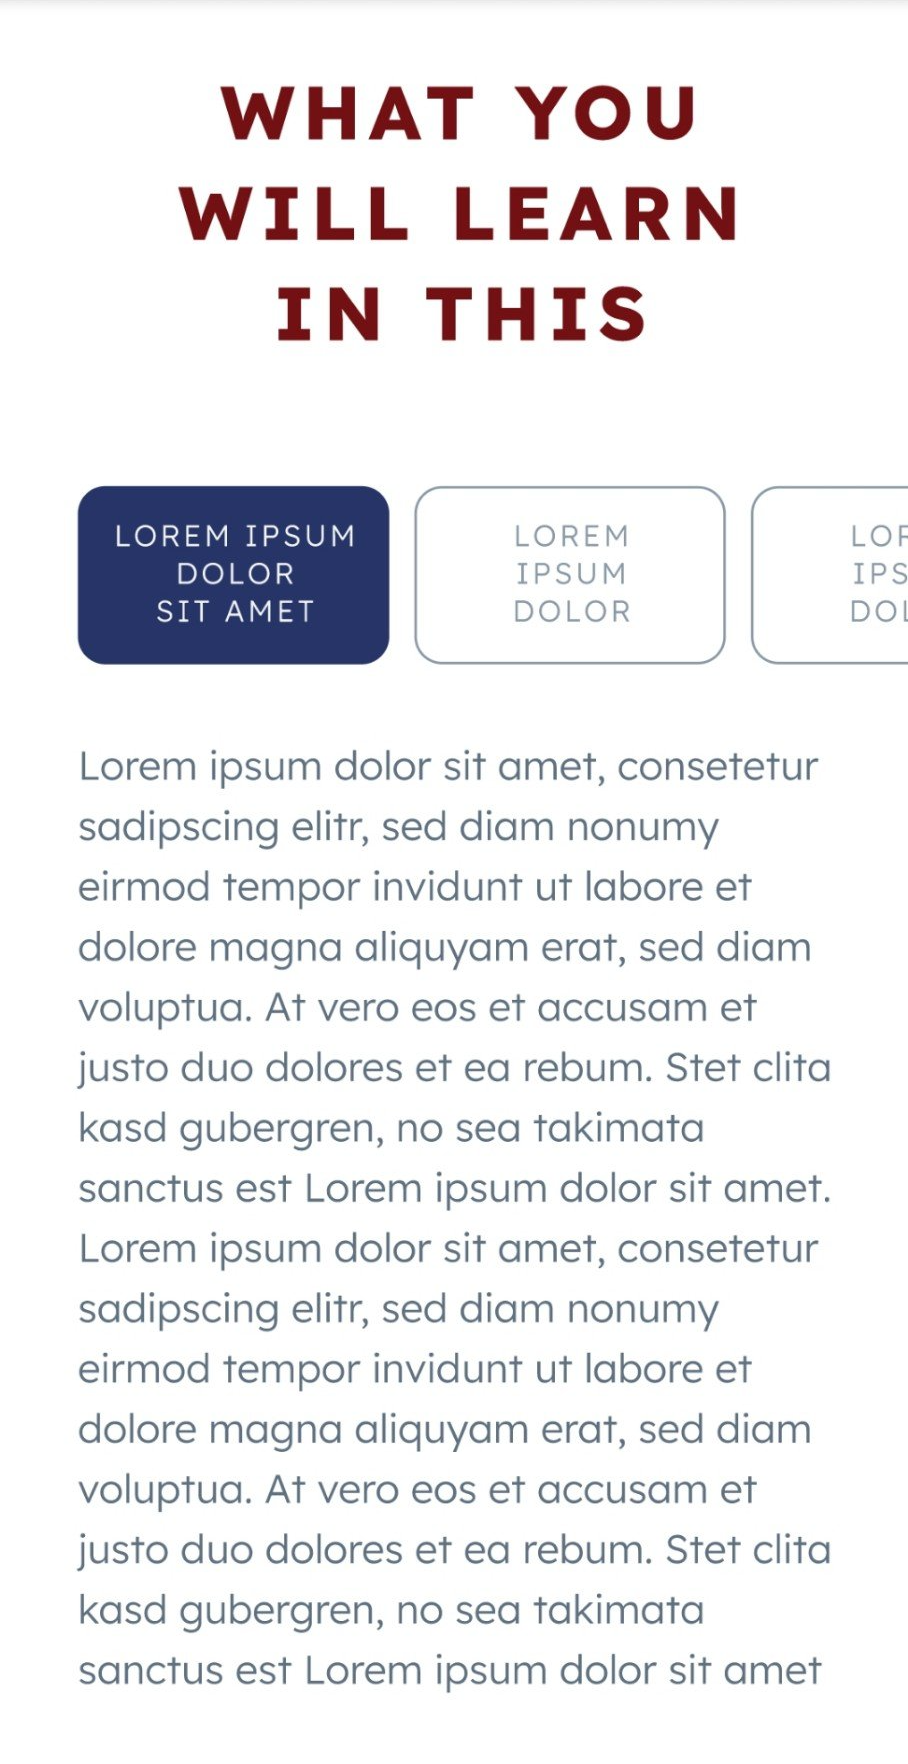 WHAT YOU
WILL LEARN
IN THIS
LOREM IPSUM
DOLOR
SIT AMET
LOREM
IPSUM
DOLOR
Lorem ipsum dolor sit amet, consetetur
sadipscing elitr, sed diam nonumy
eirmod tempor invidunt ut labore et
dolore magna aliquyam erat, sed diam
voluptua. At vero eos et accusam et
justo duo dolores et ea rebum. Stet clita
kasd gubergren, no sea takimata
sanctus est Lorem ipsum dolor sit amet.
Lorem ipsum dolor sit amet, consetetur
sadipscing elitr, sed diam nonumy
eirmod tempor invidunt ut labore et
dolore magna aliquyam erat, sed diam
voluptua. At vero eos et accusam et
justo duo dolores et ea rebum. Stet clita
kasd gubergren, no sea takimata
sanctus est Lorem ipsum dolor sit amet